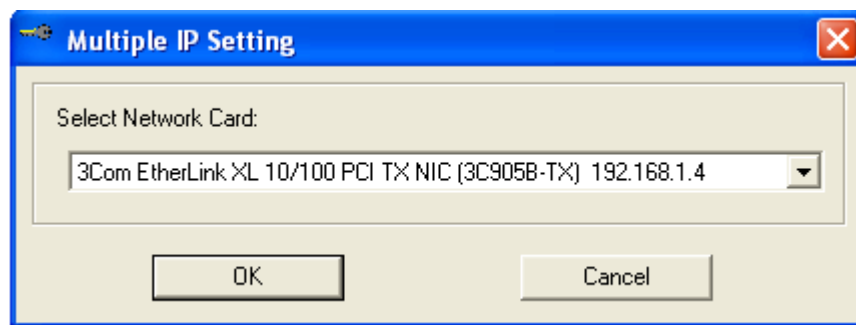 Multiple IP Setting
Select Network Card:
3Com EtherLink XL 10/100 PCI TX NIC (3C905B-TX) 192.168.1.4
OK Cancel